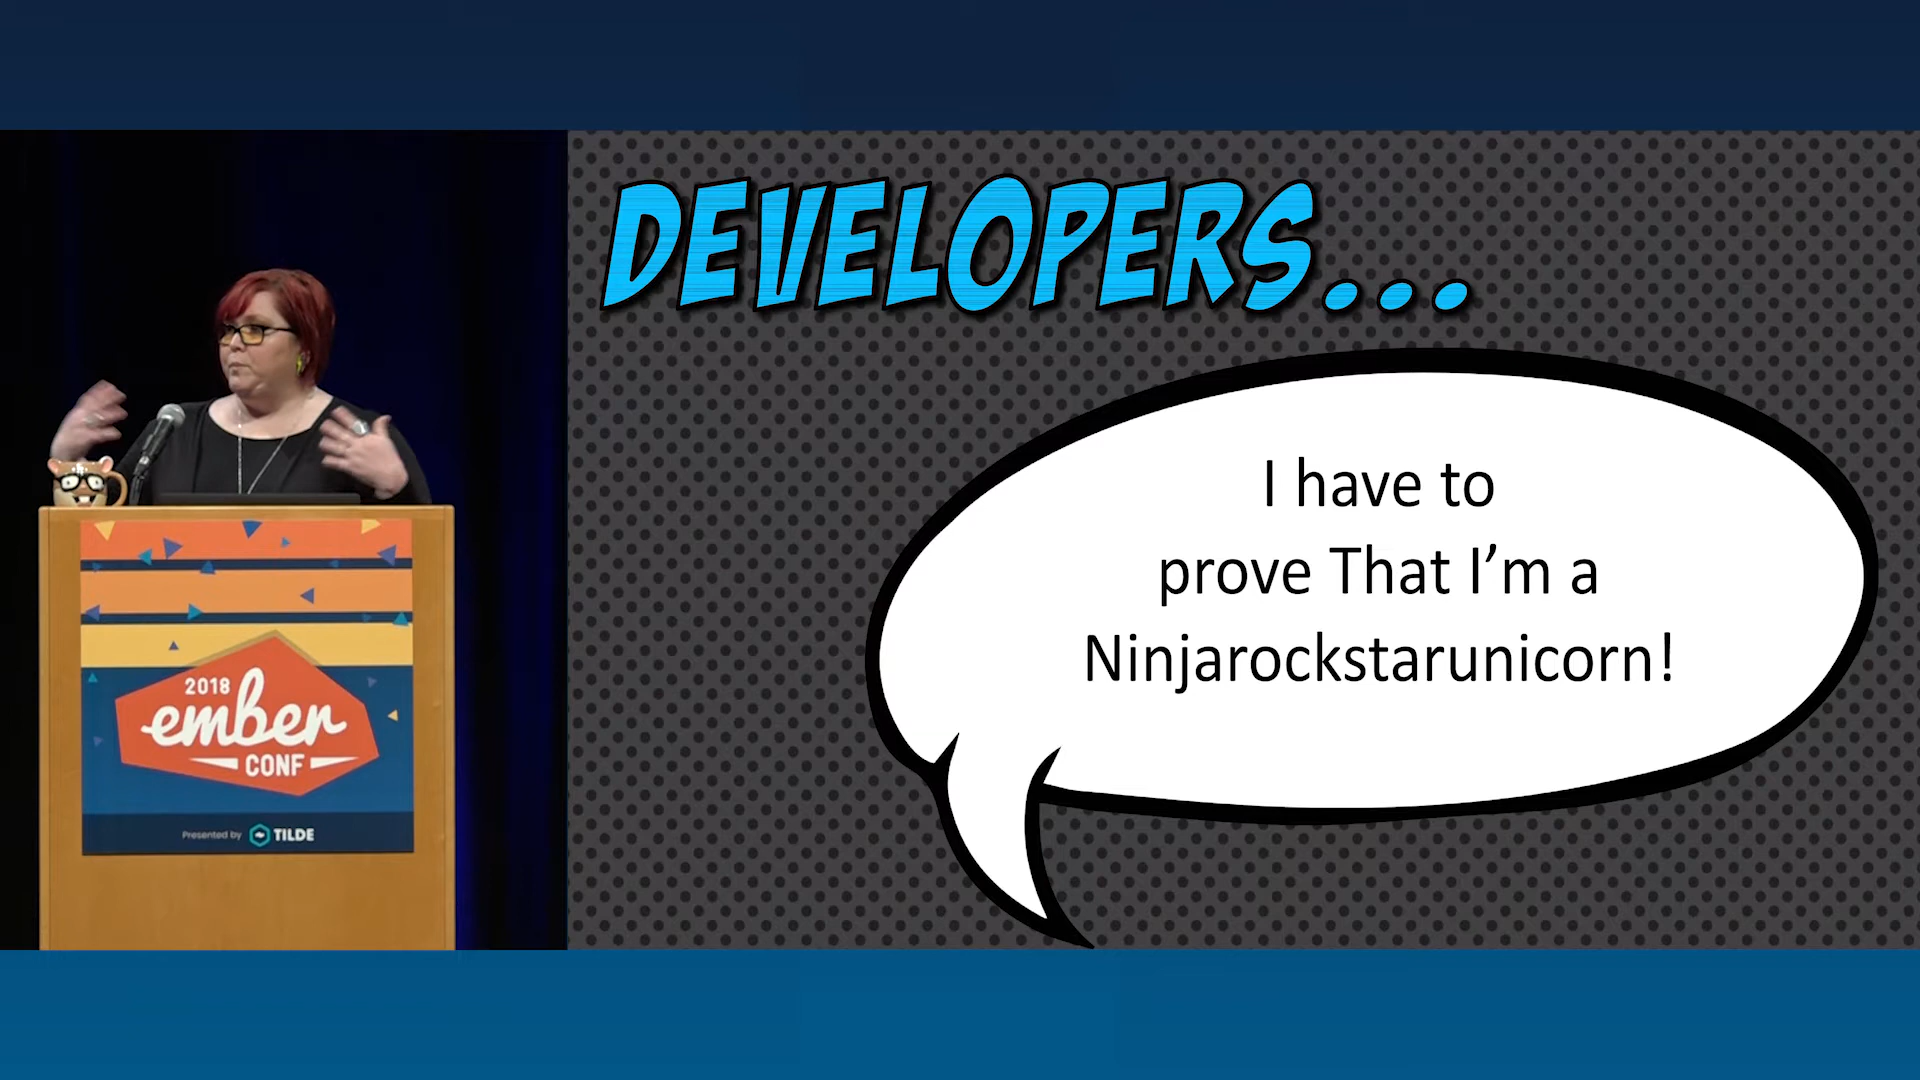 DEVELOPERS...
I have to
prove That I’m a
Ninjarockstarunicorn!
2018
ember
CONF
Presented by TILDE